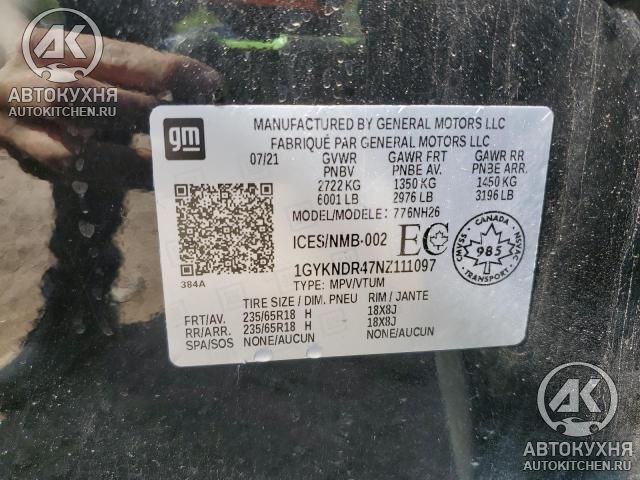 АВТОКУХНЯ
AVTOKITCHEN.RU
gm
MANUFACTURED BY GENERAL MOTORS LLC
FABRIQUÉ PAR GENERAL MOTORS LLC
07/21 GVWR GAWR FRT GAWR RR
PNBV PNBE AV. PNBE ARR.
2722 KG 1350 KG 1450 KG
6001 LB 2976 LB 3196 LB
MODEL/MODELE: 776NH26
ICES/NMB-002 EC
CANADA
985
TRANSPORT
1GYKNDR47NZ111097
384A TYPE: MPV/VTUM
TIRE SIZE / DIM. PNEU RIM / JANTE
FRT/AV. 235/65R18 H 18X8J
RR/ARR. 235/65R18 H 18X8J
SPA/SOS NONE/AUCUN NONE/AUCUN
АК
АВТОКУХНЯ
AUTOKITCHEN.RU